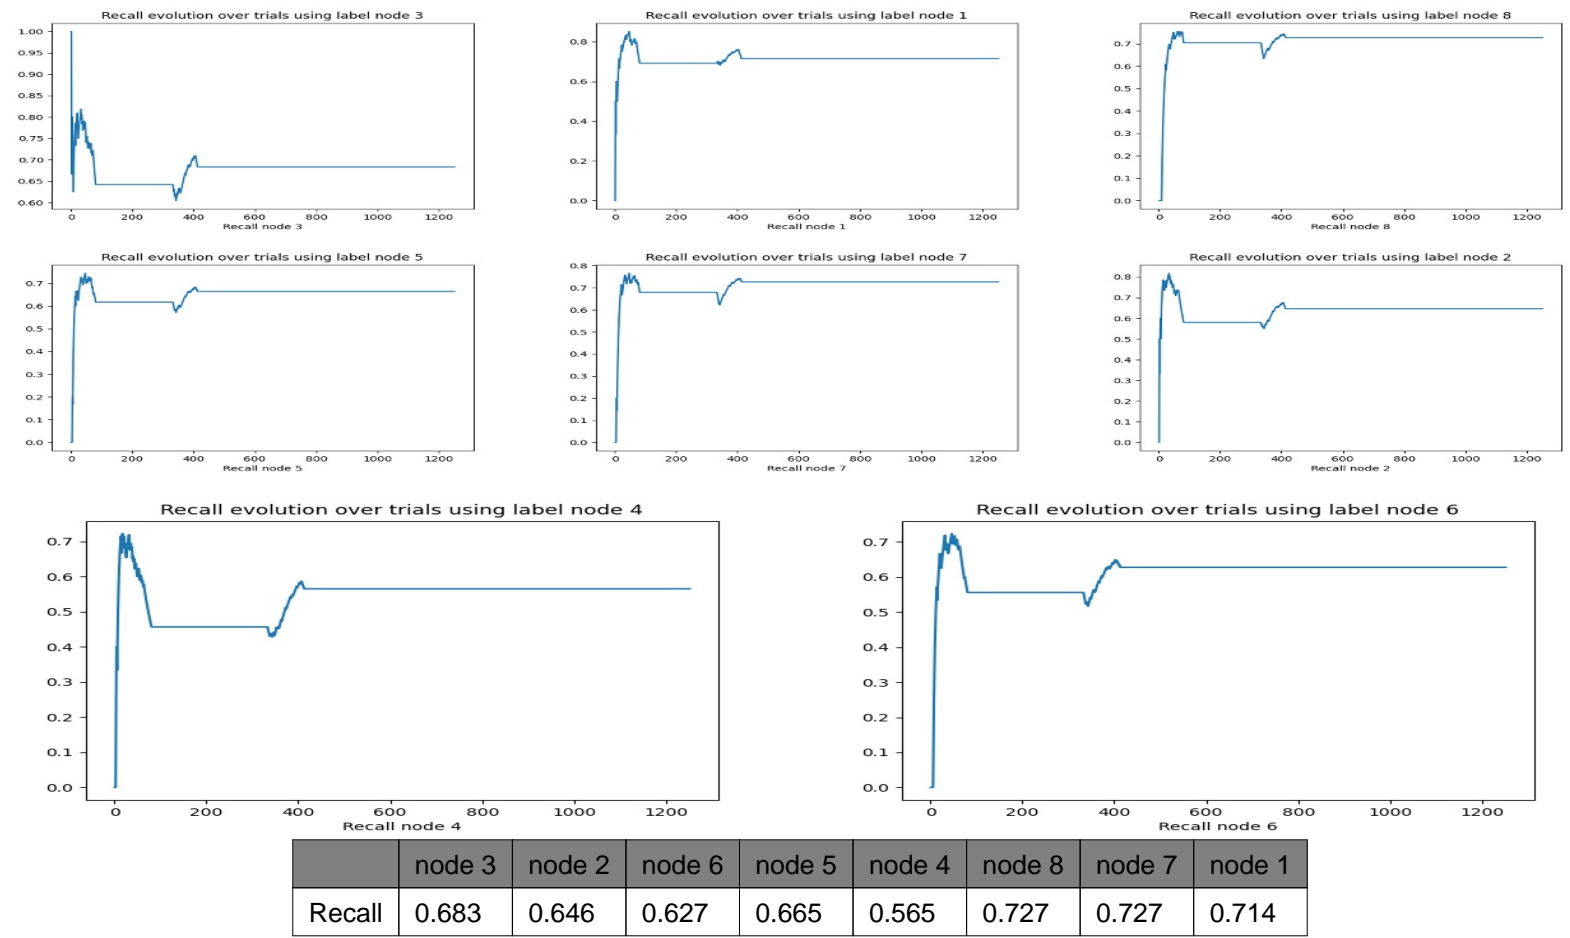 Recall evolution over trials using label node 3
1.00
0.95
0.90
0.85
0.80
0.75
0.70
0.65
0.60
0 200 400 600 800 1000 1200
Recall node 3
Recall evolution over trials using label node 1
0.8
0.6
0.4
0.2
0.0
0 200 400 600 800 1000 1200
Recall node 1
Recall evolution over trials using label node 8
0.7
0.6
0.5
0.4
0.3
0.2
0.1
0.0
0 200 400 600 800 1000 1200
Recall node 8
Recall evolution over trials using label node 5
0.7
0.6
0.5
0.4
0.3
0.2
0.1
0.0
0 200 400 600 800 1000 1200
Recall node 5
Recall evolution over trials using label node 7
0.8
0.7
0.6
0.5
0.4
0.3
0.2
0.1
0.0
0 200 400 600 800 1000 1200
Recall node 7
Recall evolution over trials using label node 2
0.8
0.7
0.6
0.5
0.4
0.3
0.2
0.1
0.0
0 200 400 600 800 1000 1200
Recall node 2
Recall evolution over trials using label node 4
0.7
0.6
0.5
0.4
0.3
0.2
0.1
0.0
0 200 400 600 800 1000 1200
Recall node 4
Recall evolution over trials using label node 6
0.7
0.6
0.5
0.4
0.3
0.2
0.1
0.0
0 200 400 600 800 1000 1200
Recall node 6
node 3 node 2 node 6 node 5 node 4 node 8 node 7 node 1
Recall 0.683 0.646 0.627 0.665 0.565 0.727 0.727 0.714